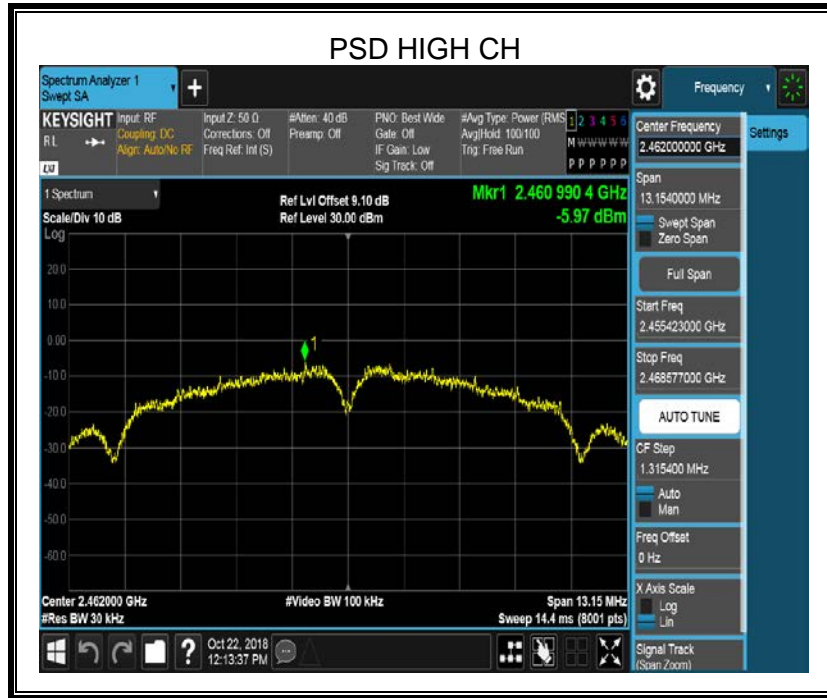 PSD HIGH CH
Spectrum Analyzer 1
Swept SA
+
Frequency
KEYSIGHT
RL
Input: RF
Coupling: DC
Align: Auto/No RF
Input Z: 50 Ω
Corrections: Off
Freq Ref: Int (S)
#Atten: 40 dB
Preamp: Off
PNO: Best Wide
Gate: Off
IF Gain: Low
Sig Track: Off
#Avg Type: Power (RMS
Avg|Hold: 100/100
Trig: Free Run
1 2 3 4 5 6
M W W W W W
P P P P P P
Center Frequency
2.462000000 GHz
Settings
Span
13.1540000 MHz
Swept Span
Zero Span
Full Span
Start Freq
2.455423000 GHz
Stop Freq
2.468577000 GHz
AUTO TUNE
CF Step
1.315400 MHz
Auto
Man
Freq Offset
0 Hz
X Axis Scale
Log
Lin
Signal Track
(Span Zoom)
1 Spectrum
Scale/Div 10 dB
Log
Ref Lvl Offset 9.10 dB
Ref Level 30.00 dBm
Mkr1 2.460 990 4 GHz
-5.97 dBm
20.0
10.0
0.00
-10.0
-20.0
-30.0
-40.0
-50.0
-60.0
1
Center 2.462000 GHz
#Res BW 30 kHz
#Video BW 100 kHz
Span 13.15 MHz
Sweep 14.4 ms (8001 pts)
?
Oct 22, 2018
12:13:37 PM